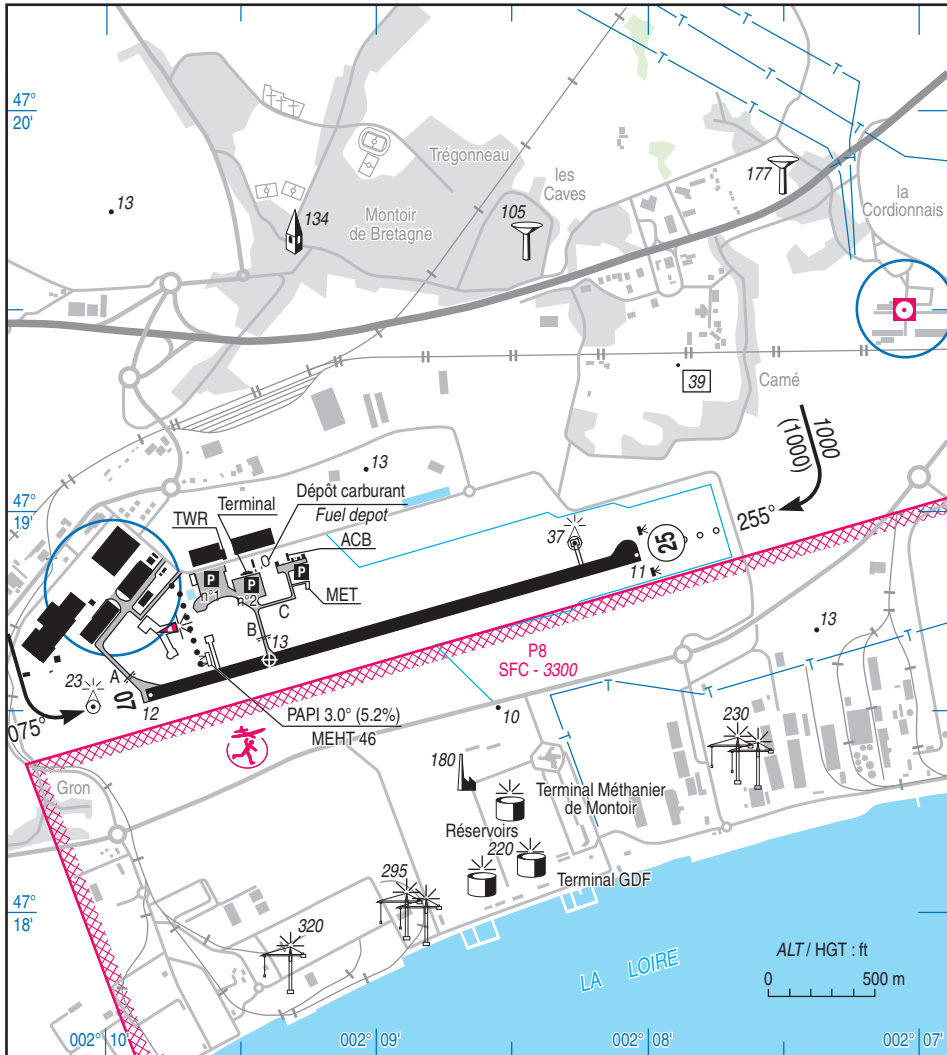 47°
20'
Trégonneau
les
Caves
177
la
Cordionnais
13
134
Montoir
de Bretagne
105
39
Camé
1000
(1000)
13
47°
19'
Terminal
Dépôt carburant
Fuel depot
TWR
ACB
37
25
255°
11
P
n°1
P
n°2
P
MET
C
B
13
13
P8
SFC - 3300
A
23
07
12
075°
PAPI 3.0° (5.2%)
MEHT 46
10
230
180
Gron
Terminal Méthanier
de Montoir
Réservoirs
220
295
Terminal GDF
47°
18'
320
LA LOIRE
ALT / HGT : ft
0 500 m
002° 10'
002° 09'
002° 08'
002° 07'
T
T
T
T
T
T
T
T
T
T